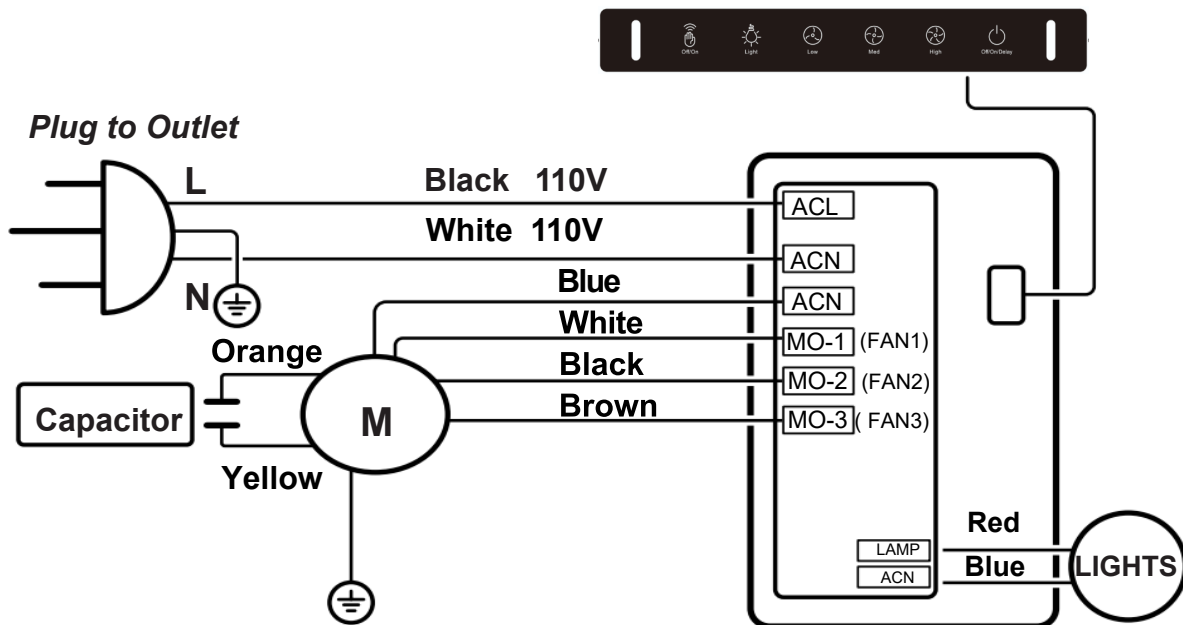 Off/On
Light
Low
Med
High
Off/On/Delay
Plug to Outlet
L
Black 110V
ACL
White 110V
N
ACN
Blue
ACN
White
MO-1 (FAN1)
Orange
Black
MO-2 (FAN2)
Capacitor
M
Brown
MO-3 ( FAN3)
Yellow
Red
LAMP
Blue
ACN
LIGHTS